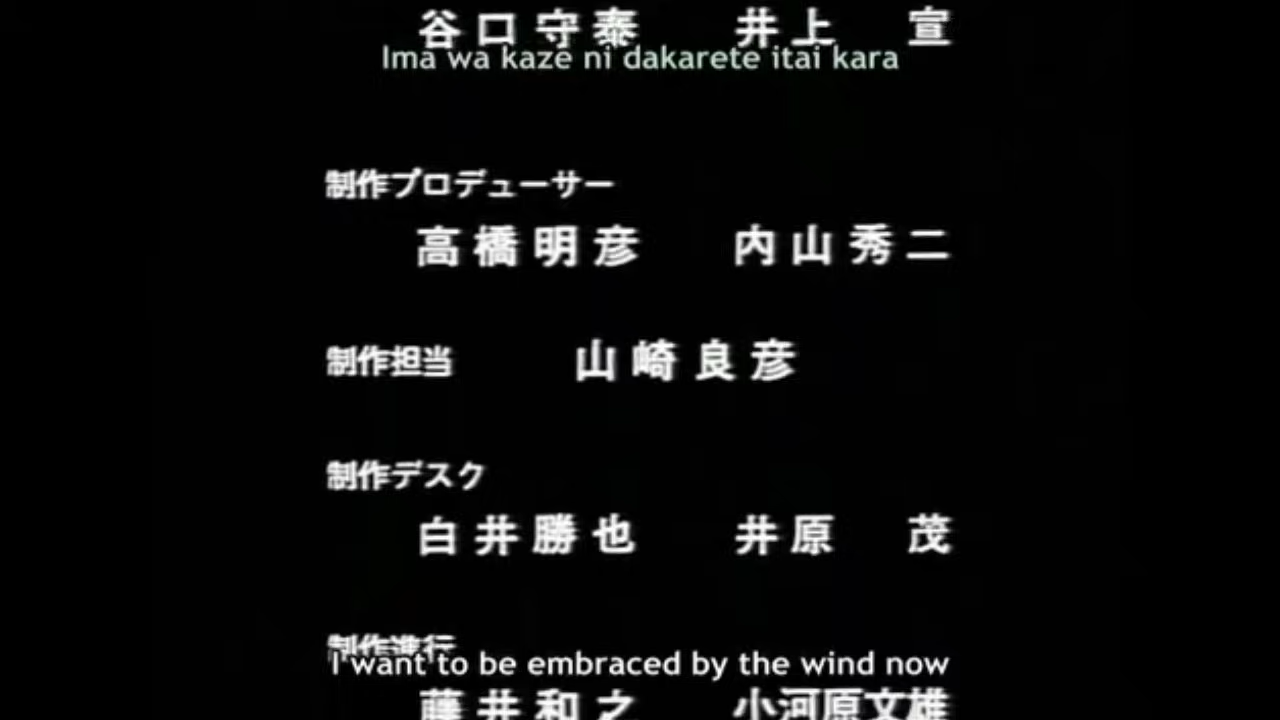 谷口守泰 井上 宣
Ima wa kaze ni dakarete itai kara
制作プロデューサー
高橋明彦 内山秀二
制作担当 山崎良彦
制作デスク
白井勝也 井原 茂
制作進行
I want to be embraced by the wind now
藤井和之 小河原文雄